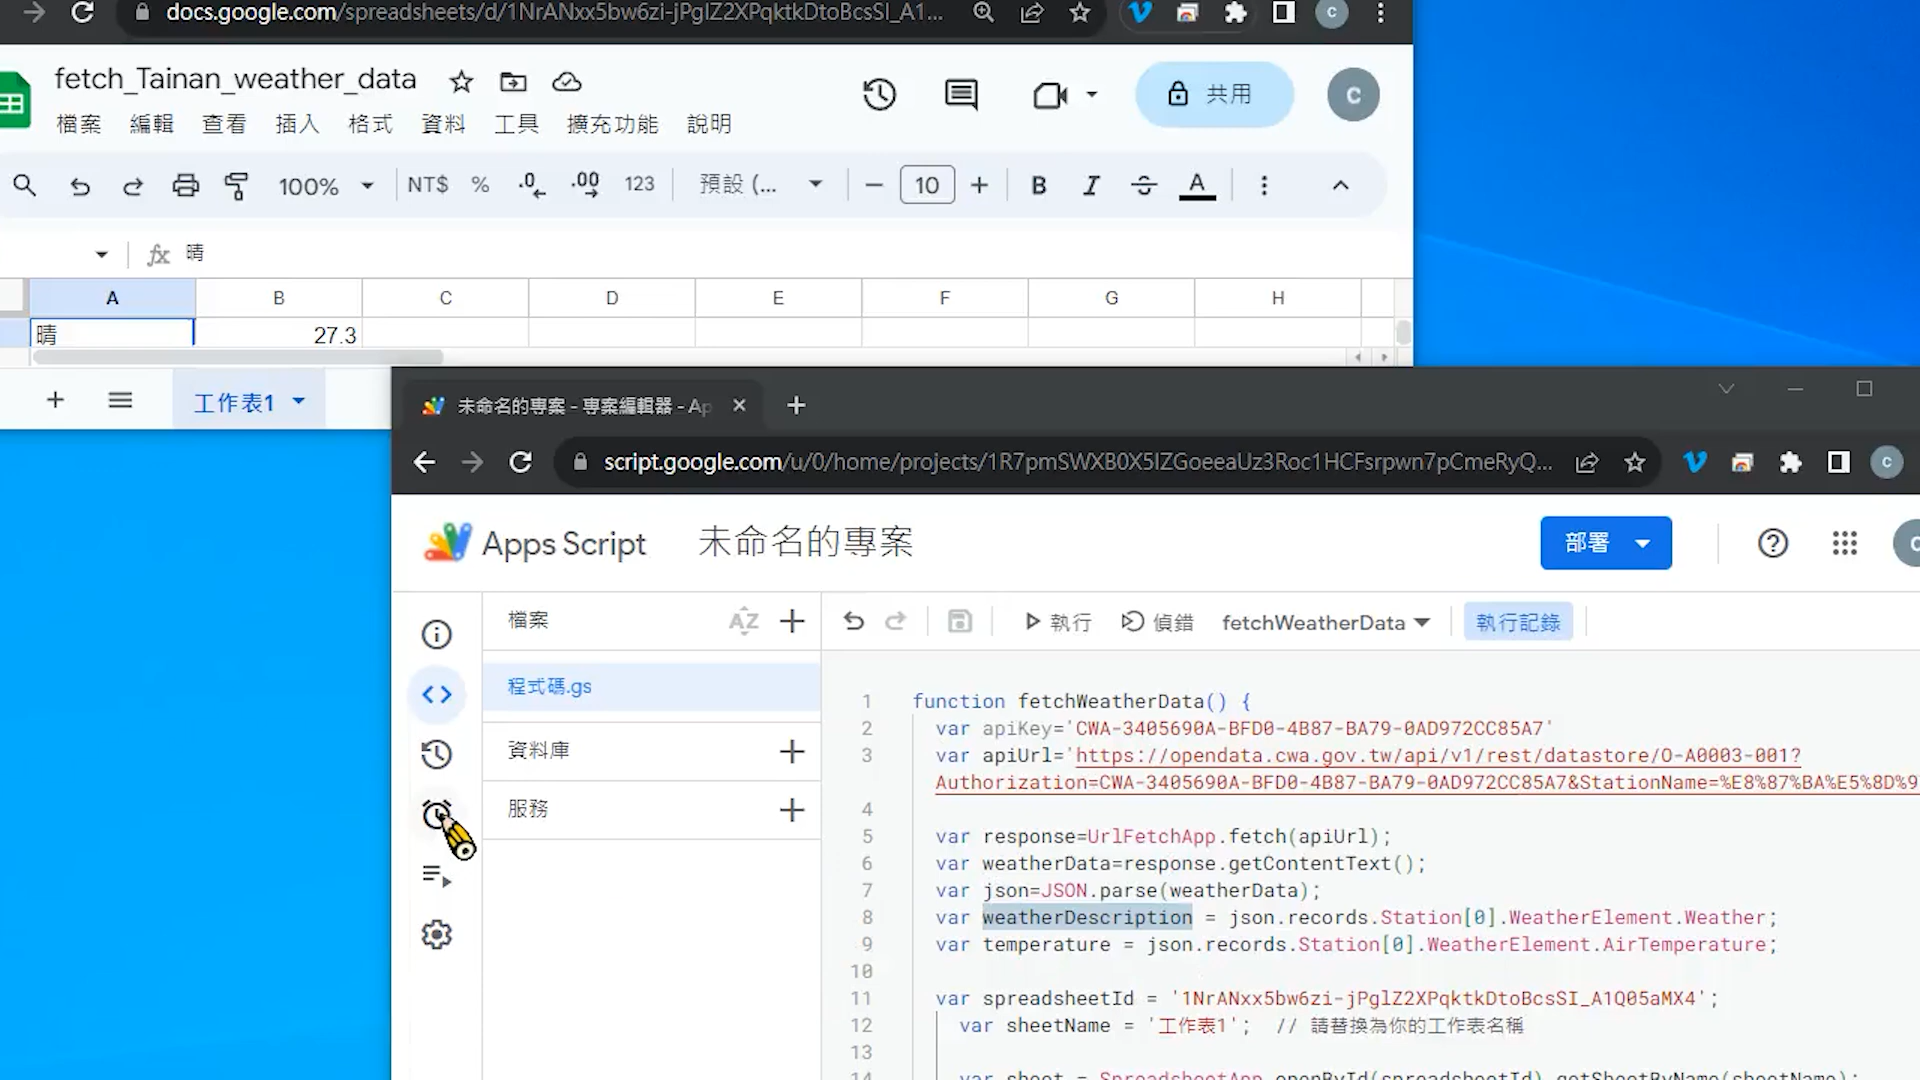 docs.google.com/spreadsheets/d/1NrANxx5bw6zi-jPglZ2XPqktkDtoBcsSI_A1...
fetch_Tainan_weather_data
共用
C
檔案 編輯 查看 插入 格式 資料 工具 擴充功能 說明
100% NT$ % .0 .00 123 預設 (... 10 B I A
fx 晴
A B C D E F G H
晴 27.3
工作表1
未命名的專案 - 專案編輯器 - Ap
script.google.com/u/0/home/projects/1R7pmSWXB0X5IZGoeeaUz3Roc1HCFsrpwn7pCmeRyQ...
Apps Script 未命名的專案 部署
檔案 AZ 執行 偵錯 fetchWeatherData 執行記錄
程式碼.gs
資料庫
服務
1 function fetchWeatherData() {
2 var apiKey='CWA-3405690A-BFD0-4B87-BA79-0AD972CC85A7'
3 var apiUrl='https://opendata.cwa.gov.tw/api/v1/rest/datastore/O-A0003-001?
Authorization=CWA-3405690A-BFD0-4B87-BA79-0AD972CC85A7&StationName=%E8%87%BA%E5%8D%9
4
5 var response=UrlFetchApp.fetch(apiUrl);
6 var weatherData=response.getContentText();
7 var json=JSON.parse(weatherData);
8 var weatherDescription = json.records.Station[0].WeatherElement.Weather;
9 var temperature = json.records.Station[0].WeatherElement.AirTemperature;
10
11 var spreadsheetId = '1NrANxx5bw6zi-jPglZ2XPqktkDtoBcsSI_A1Q05aMX4';
12 var sheetName = '工作表1'; // 請替換為你的工作表名稱
13
14 var sheet = SpreadsheetApp.openById(spreadsheetId).getSheetByName(sheetName);